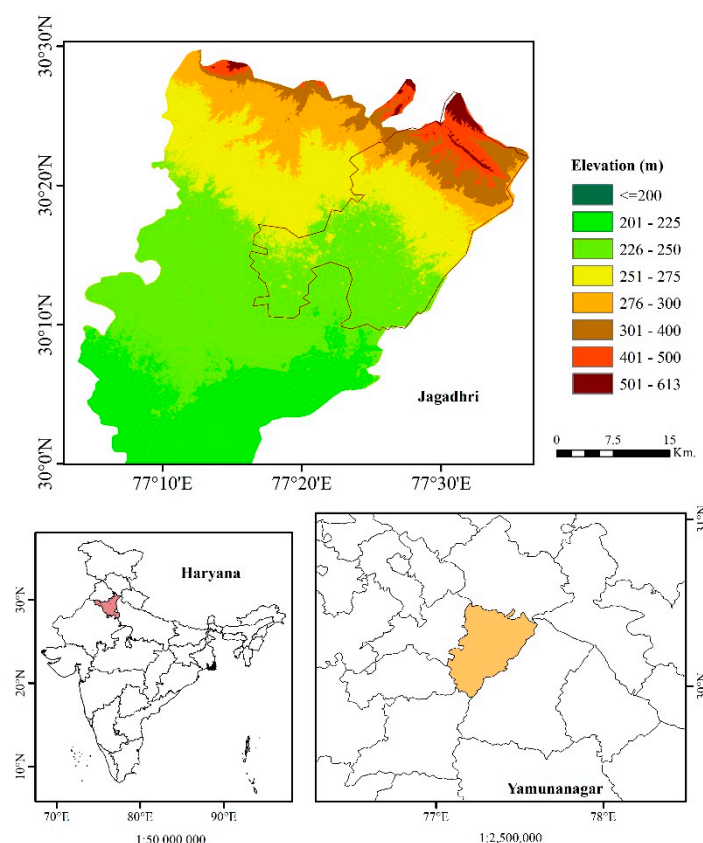 30°30'N
30°20'N
30°10'N
30°0'N
77°10'E
77°20'E
77°30'E
Jagadhri
Elevation (m)
<=200
201 - 225
226 - 250
251 - 275
276 - 300
301 - 400
401 - 500
501 - 613
0 7.5 15
Km.
Haryana
30°N
20°N
10°N
70°E
80°E
90°E
1:50 000 000
31°N
30°N
Yamunanagar
77°E
78°E
1:2,500,000